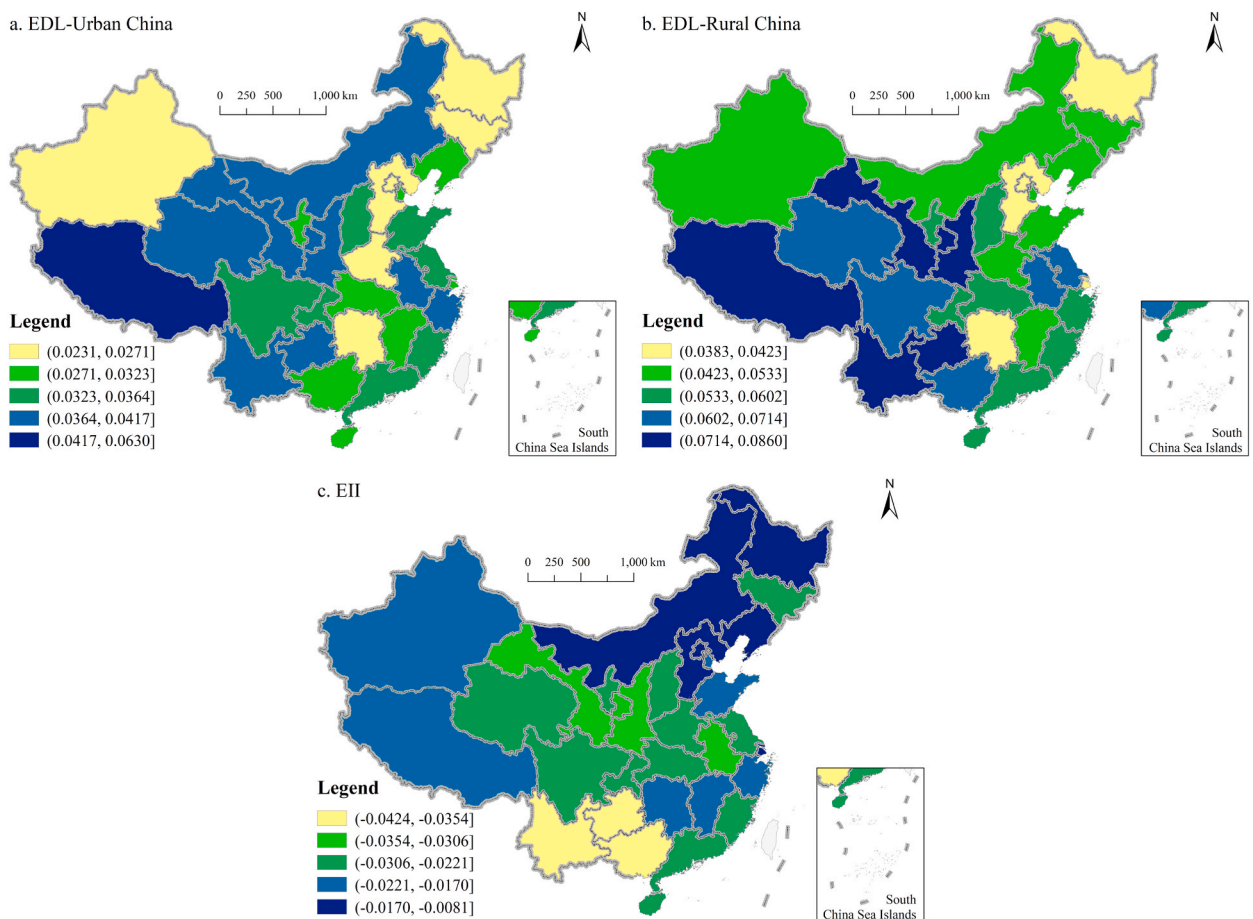 a. EDL-Urban China
N
0 250 500 1,000 km
Legend
(0.0231, 0.0271]
(0.0271, 0.0323]
(0.0323, 0.0364]
(0.0364, 0.0417]
(0.0417, 0.0630]
South
China Sea Islands
b. EDL-Rural China
N
0 250 500 1,000 km
Legend
(0.0383, 0.0423]
(0.0423, 0.0533]
(0.0533, 0.0602]
(0.0602, 0.0714]
(0.0714, 0.0860]
South
China Sea Islands
c. EII
N
0 250 500 1,000 km
Legend
(-0.0424, -0.0354]
(-0.0354, -0.0306]
(-0.0306, -0.0221]
(-0.0221, -0.0170]
(-0.0170, -0.0081]
South
China Sea Islands